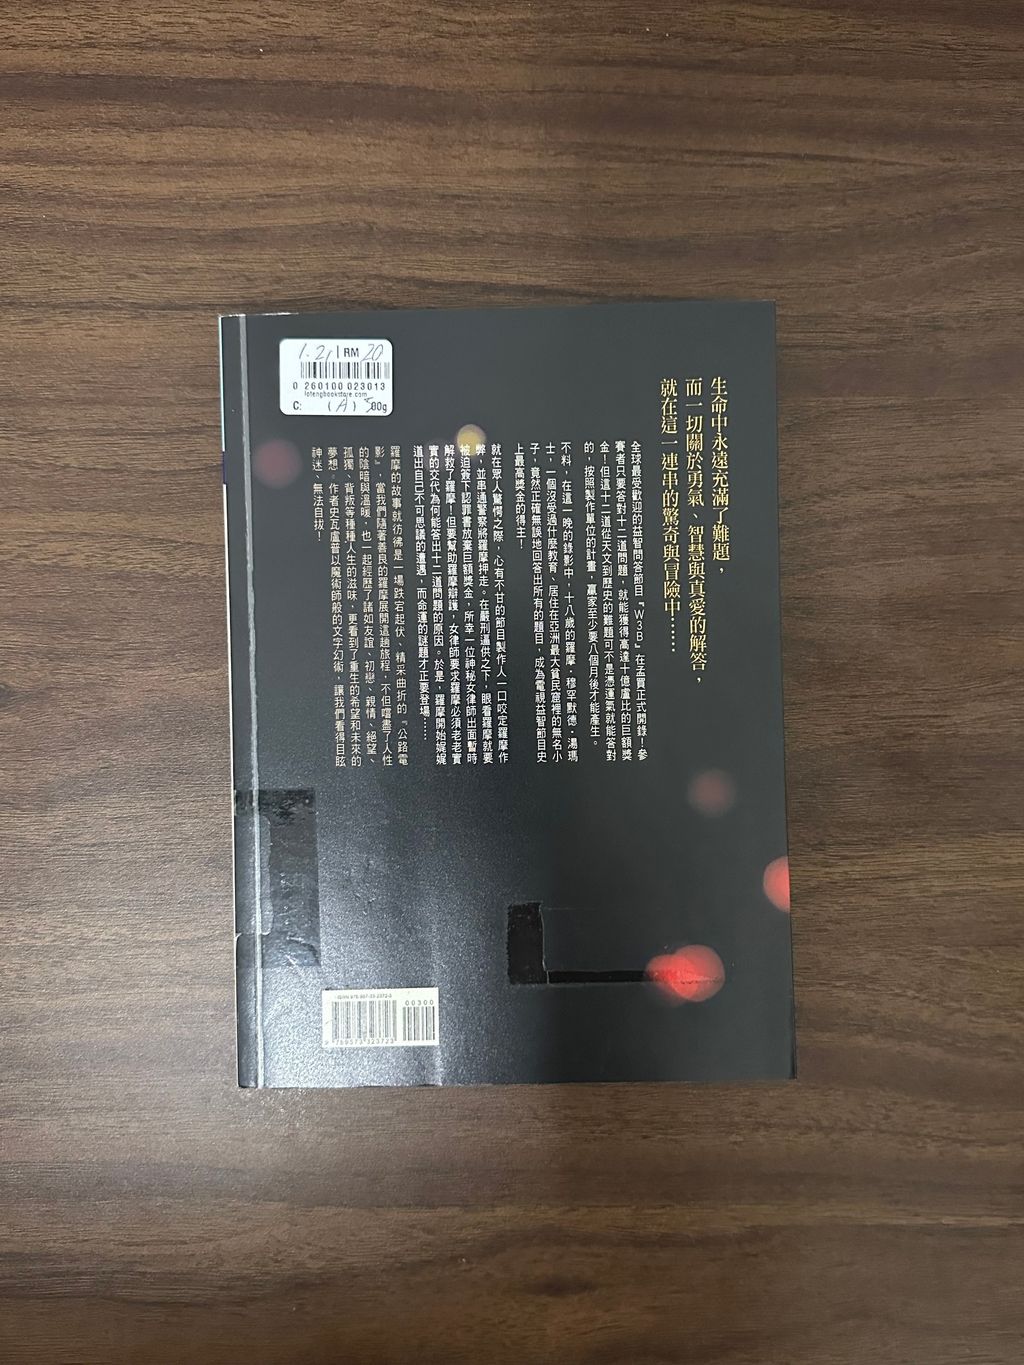 1.21 | RM 20
0 260100 023013
lotengbookstore.com
C: (A) 300g
生命中永遠充滿了難題，
而一切關於勇氣、智慧與真愛的解答，
就在這一連串的驚奇與冒險中……
全球最受歡迎的益智問答節目『W3B』在孟買正式開錄！參
賽者只要答對十二道問題，就能獲得高達十億盧比的巨額獎
金！但這十二道從天文到歷史的難題可不是憑運氣就能答對
的，按照製作單位的計畫，贏家至少要八個月後才能產生。
不料，在這一晚的錄影中，十八歲的羅摩‧穆罕默德‧湯瑪
士，一個沒受過什麼教育、居住在亞洲最大貧民窟裡的無名小
子，竟然正確無誤地回答出所有的題目，成為電視益智節目史
上最高獎金的得主！
就在眾人驚愕之際，心有不甘的節目製作人一口咬定羅摩作
弊，並串通警察將羅摩押走。在嚴刑逼供之下，眼看羅摩就要
被迫簽下認罪書放棄巨額獎金，所幸一位神秘女律師出面暫時
解救了羅摩！但要幫助羅摩辯護，女律師要求羅摩必須老老實
實的交代為何能答出十二道問題的原因。於是，羅摩開始娓娓
道出自己不可思議的遭遇，而命運的謎題才正要登場……
羅摩的故事就彷彿是一場跌宕起伏、精采曲折的『公路電
影』，當我們隨著善良的羅摩展開這趟旅程，不但嚐盡了人性
的陰暗與溫暖，也一起經歷了諸如友誼、初戀、親情、絕望、
孤獨、背叛等種種人生的滋味，更看到了重生的希望和未來的
夢想。作者史瓦盧普以魔術師般的文字幻術，讓我們看得目眩
神迷、無法自拔！
ISBN 978-957-33-2372-3
00300
9 789573 323723